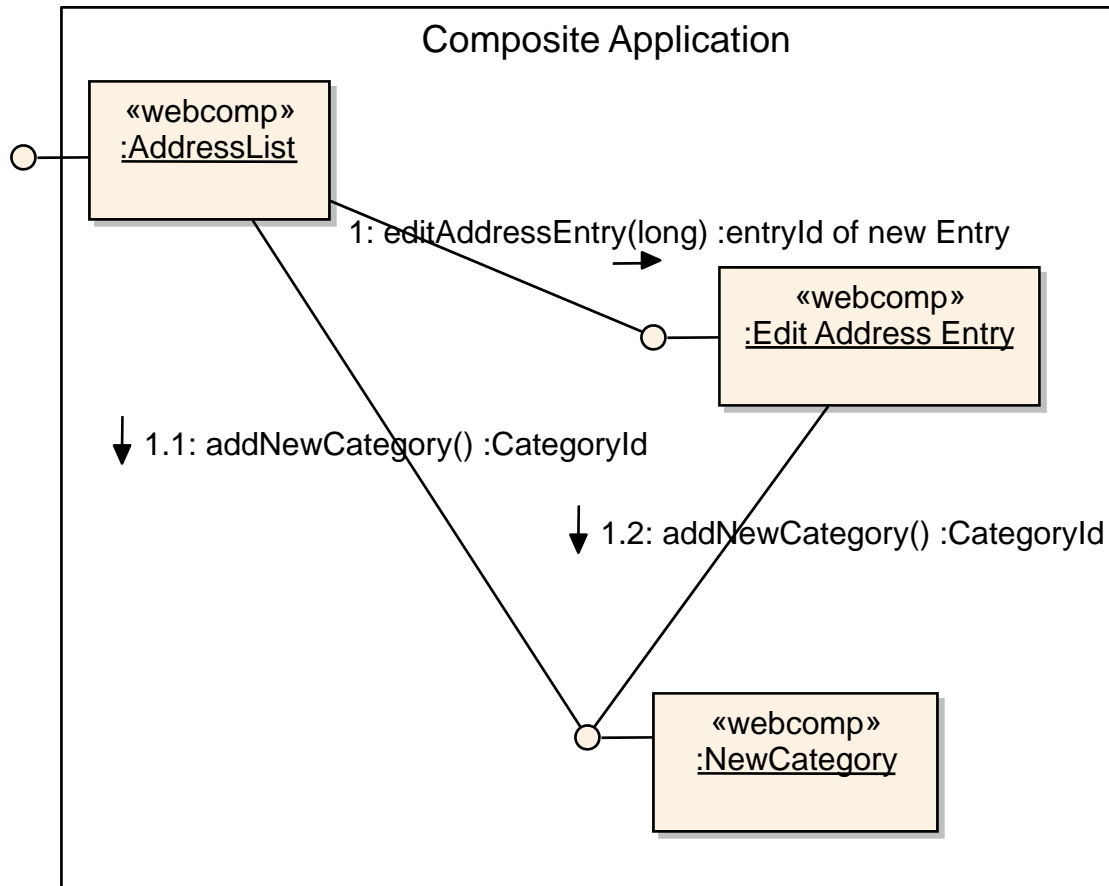 Composite Application
«webcomp»
:AddressList
1: editAddressEntry(long) :entryId of new Entry
«webcomp»
:Edit Address Entry
1.1: addNewCategory() :CategoryId
1.2: addNewCategory() :CategoryId
«webcomp»
:NewCategory